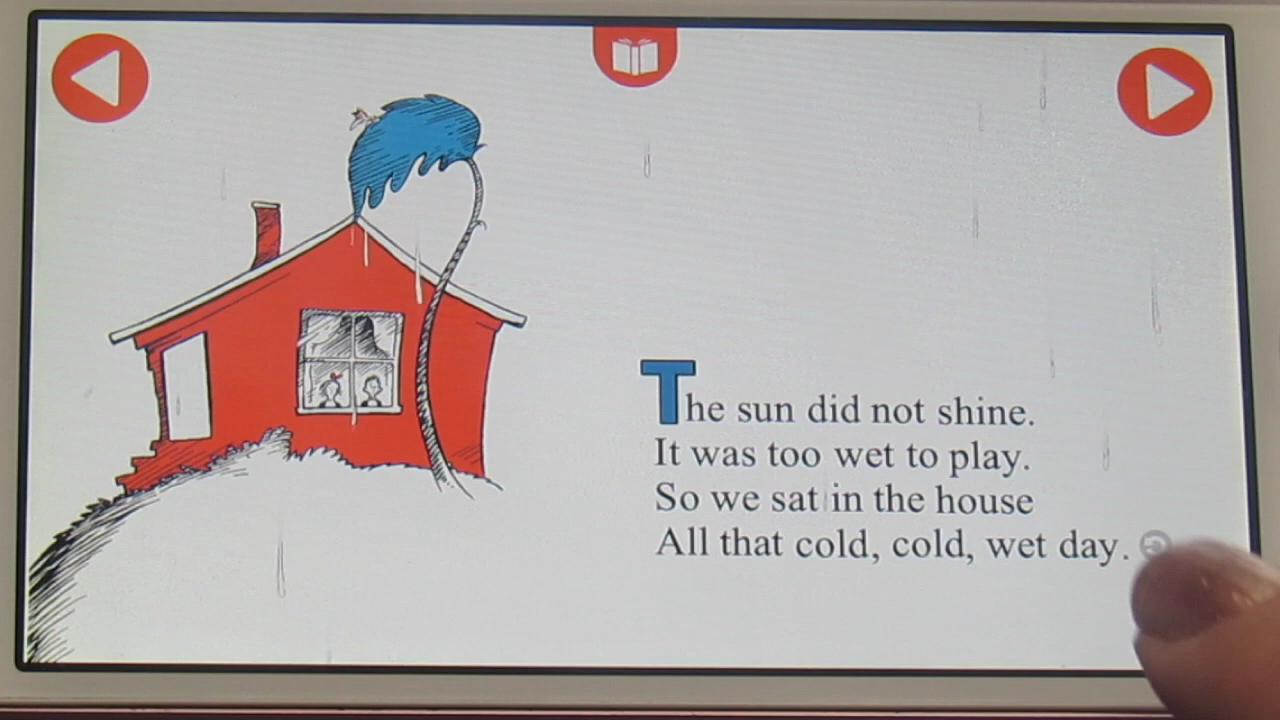 The sun did not shine.
It was too wet to play.
So we sat in the house
All that cold, cold, wet day.